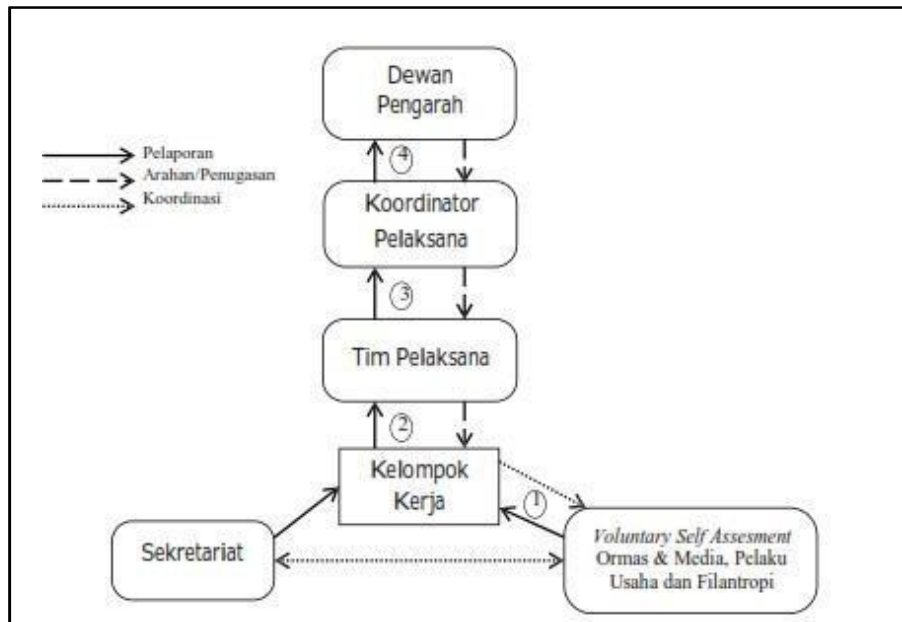 Dewan
Pengarah
Pelaporan
Arahan/Penugasan
Koordinasi
4
Koordinator
Pelaksana
3
Tim Pelaksana
2
Kelompok
Kerja
1
Sekretariat
Voluntary Self Assesment
Ormas & Media, Pelaku
Usaha dan Filantropi